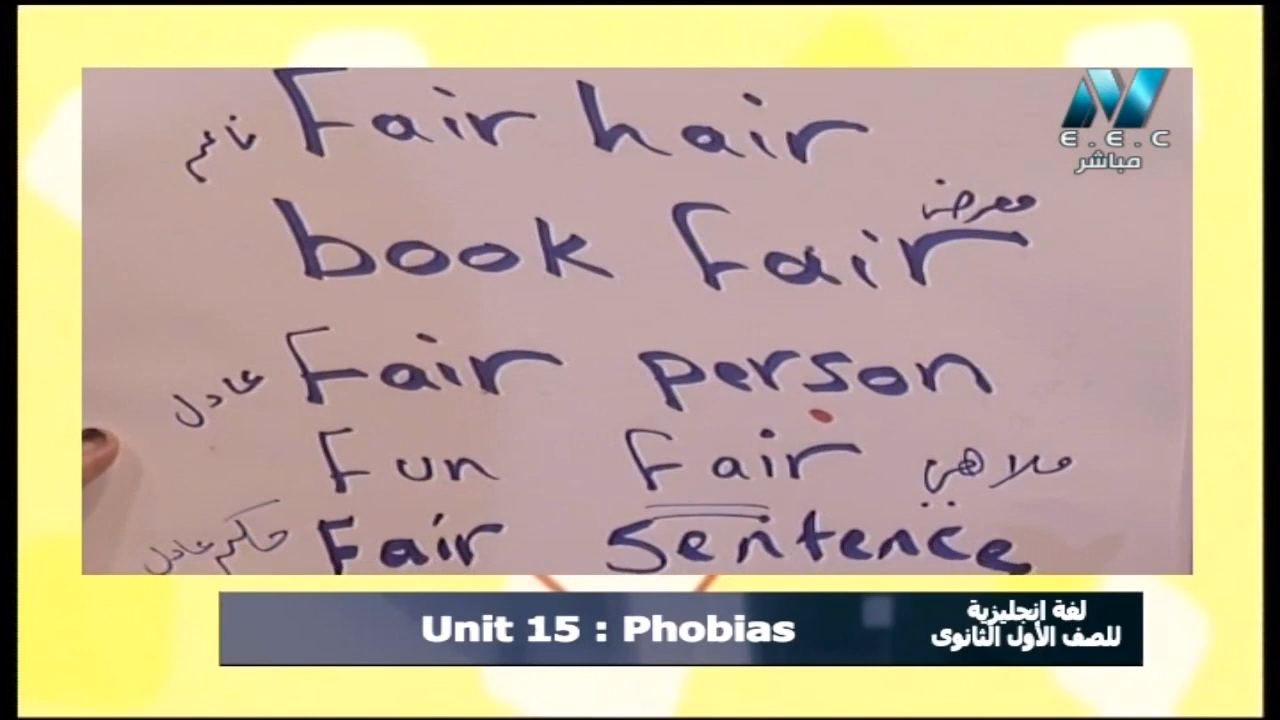 Fair hair ناعم
book Fair معرض
Fair person عادل
Fun Fair ملاهي
Fair sentence حكم عادل
E.E.C
مباشر
Unit 15 : Phobias
لغة إنجليزية
للصف الأول الثانوى